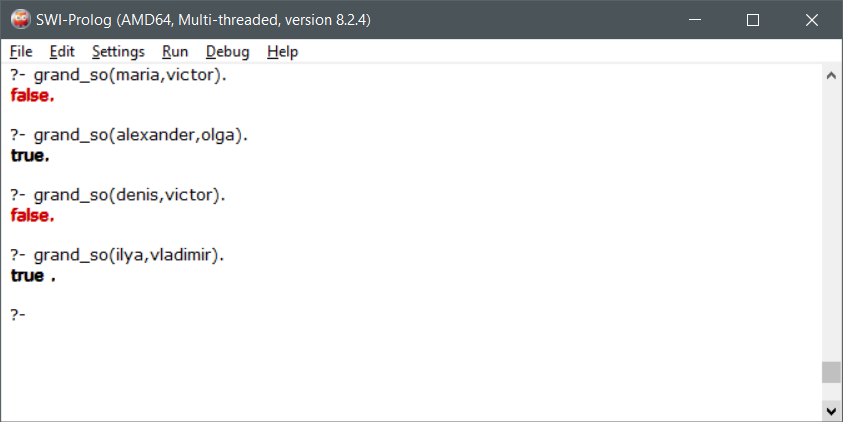 SWI-Prolog (AMD64, Multi-threaded, version 8.2.4)
File Edit Settings Run Debug Help
?- grand_so(maria,victor).
false.
?- grand_so(alexander,olga).
true.
?- grand_so(denis,victor).
false.
?- grand_so(ilya,vladimir).
true .
?-